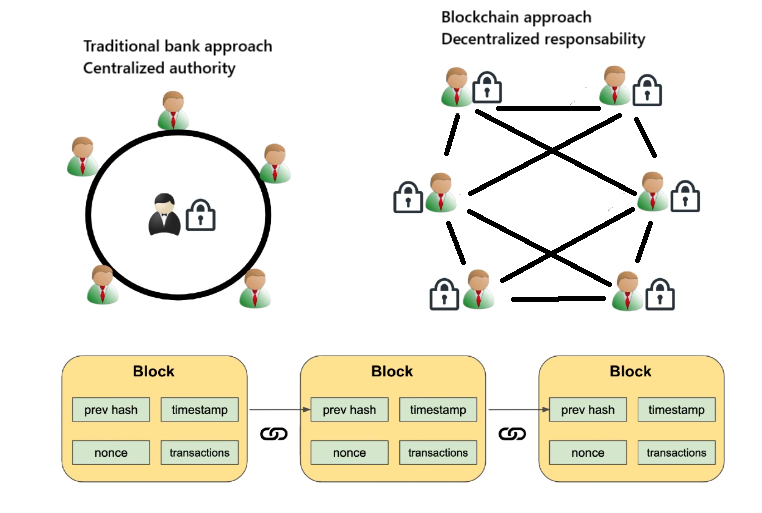 Traditional bank approach
Centralized authority
Blockchain approach
Decentralized responsability
Block
prev hash
timestamp
nonce
transactions
Block
prev hash
timestamp
nonce
transactions
Block
prev hash
timestamp
nonce
transactions